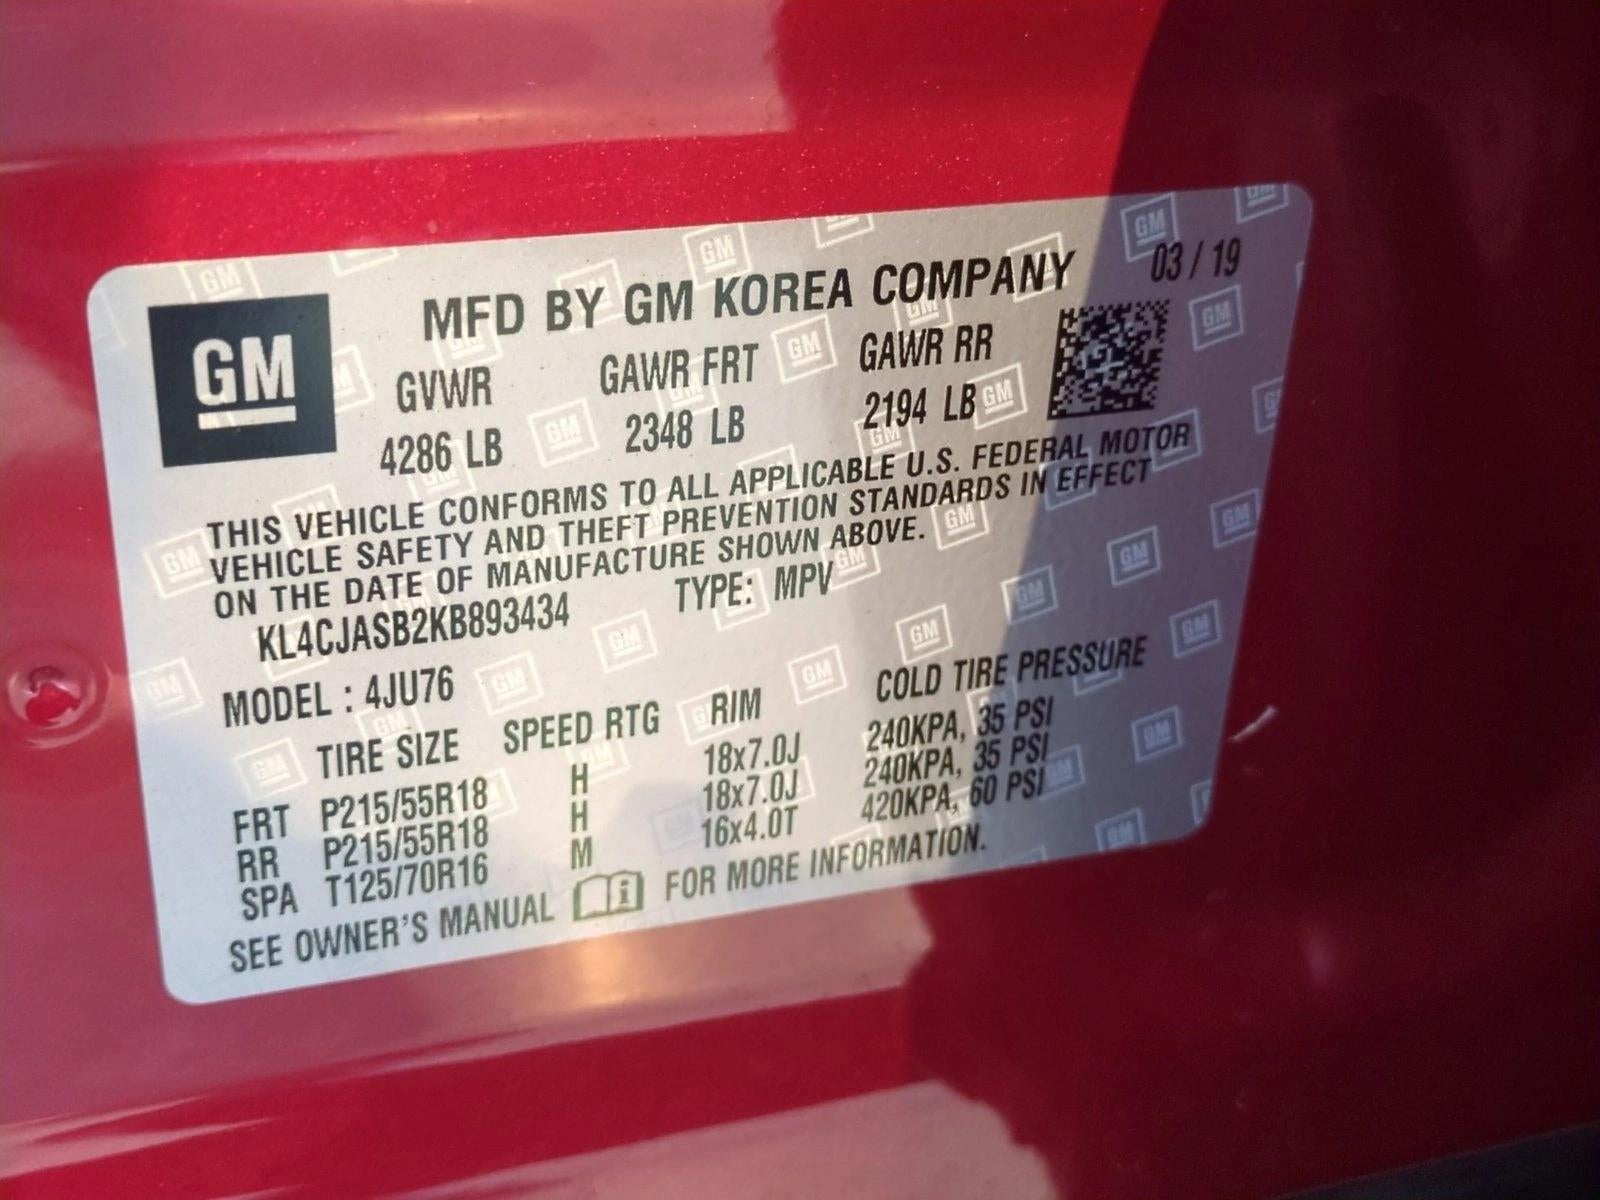 GM
MFD BY GM KOREA COMPANY 03 / 19
GVWR GAWR FRT GAWR RR
4286 LB 2348 LB 2194 LB
THIS VEHICLE CONFORMS TO ALL APPLICABLE U.S. FEDERAL MOTOR
VEHICLE SAFETY AND THEFT PREVENTION STANDARDS IN EFFECT
ON THE DATE OF MANUFACTURE SHOWN ABOVE.
KL4CJASB2KB893434 TYPE: MPV
MODEL : 4JU76
TIRE SIZE SPEED RTG RIM COLD TIRE PRESSURE
FRT P215/55R18 H 18x7.0J 240KPA, 35 PSI
RR P215/55R18 H 18x7.0J 240KPA, 35 PSI
SPA T125/70R16 M 16x4.0T 420KPA, 60 PSI
SEE OWNER'S MANUAL FOR MORE INFORMATION.